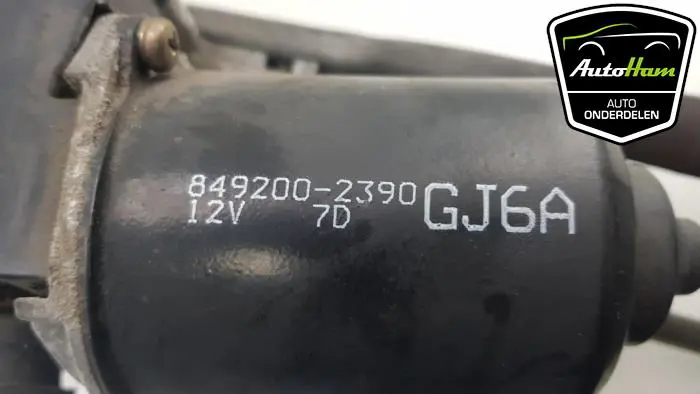 AutoHam
AUTO
ONDERDELEN
849200-2390 GJ6A
12V 7D